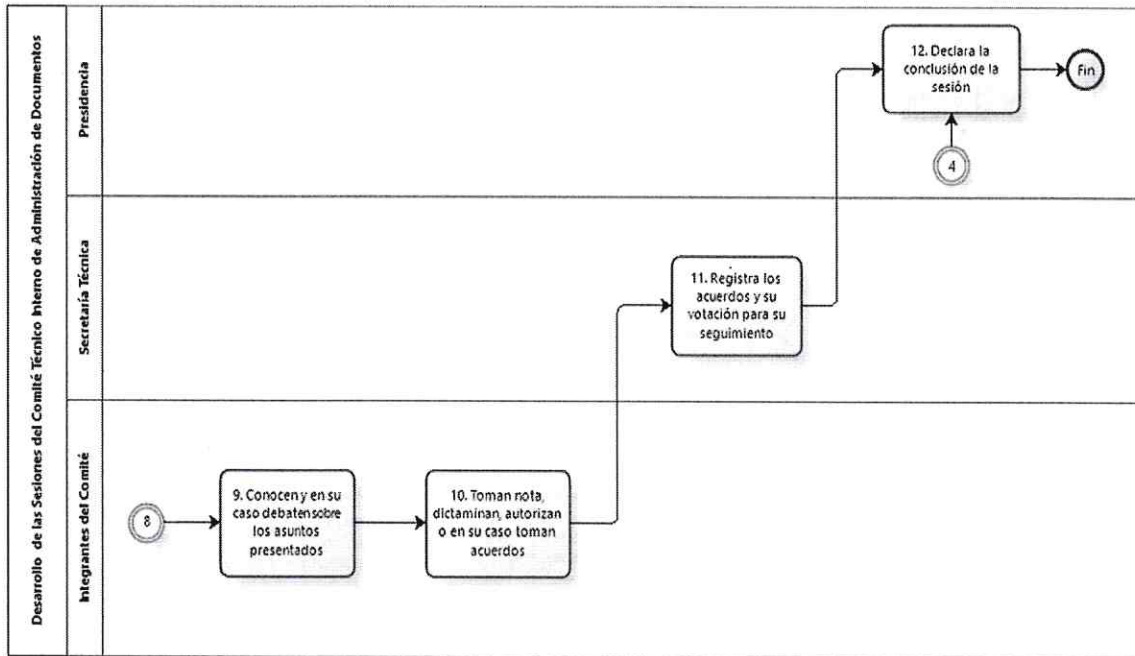 Desarrollo de las Sesiones del Comité Técnico Interno de Administración de Documentos
Presidencia
12. Declara la
conclusión de la
sesión
Fin
4
Secretaría Técnica
11. Registra los
acuerdos y su
votación para su
seguimiento
Integrantes del Comité
8
9. Conocen y en su
caso debaten sobre
los asuntos
presentados
10. Toman nota,
dictaminan, autorizan
o en su caso toman
acuerdos